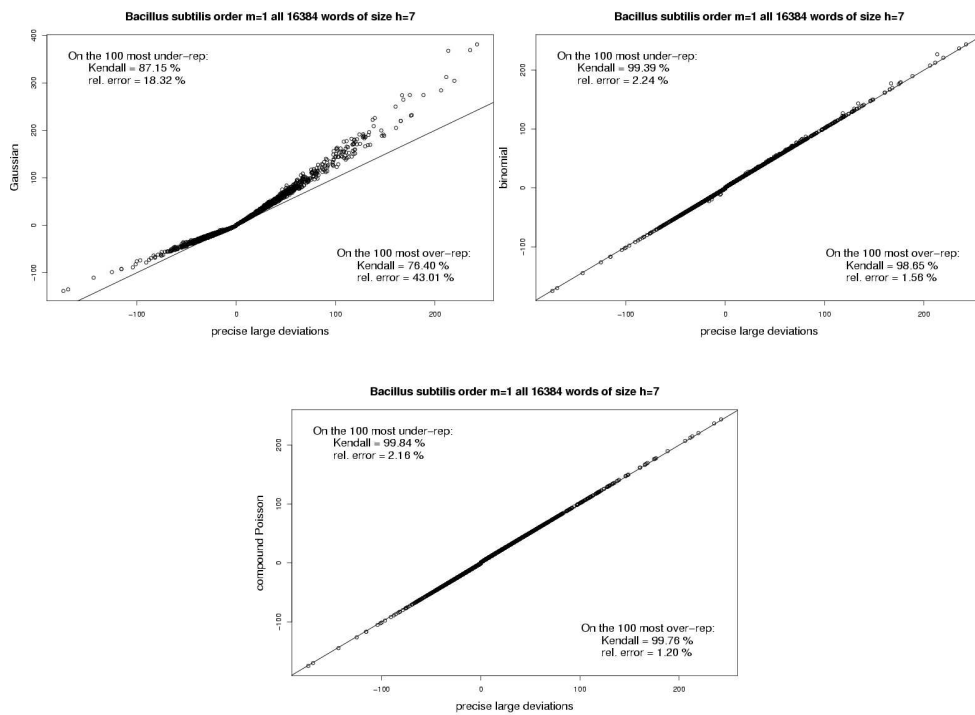 Bacillus subtilis order m=1 all 16384 words of size h=7
On the 100 most under−rep:
Kendall = 87.15 %
rel. error = 18.32 %
On the 100 most over−rep:
Kendall = 76.40 %
rel. error = 43.01 %
Gaussian
400
300
200
100
0
−100
−100 0 100 200
precise large deviations
Bacillus subtilis order m=1 all 16384 words of size h=7
On the 100 most under−rep:
Kendall = 99.39 %
rel. error = 2.24 %
On the 100 most over−rep:
Kendall = 98.65 %
rel. error = 1.56 %
binomial
200
100
0
−100
−100 0 100 200
precise large deviations
Bacillus subtilis order m=1 all 16384 words of size h=7
On the 100 most under−rep:
Kendall = 99.84 %
rel. error = 2.16 %
On the 100 most over−rep:
Kendall = 99.76 %
rel. error = 1.20 %
compound Poisson
200
100
0
−100
−100 0 100 200
precise large deviations